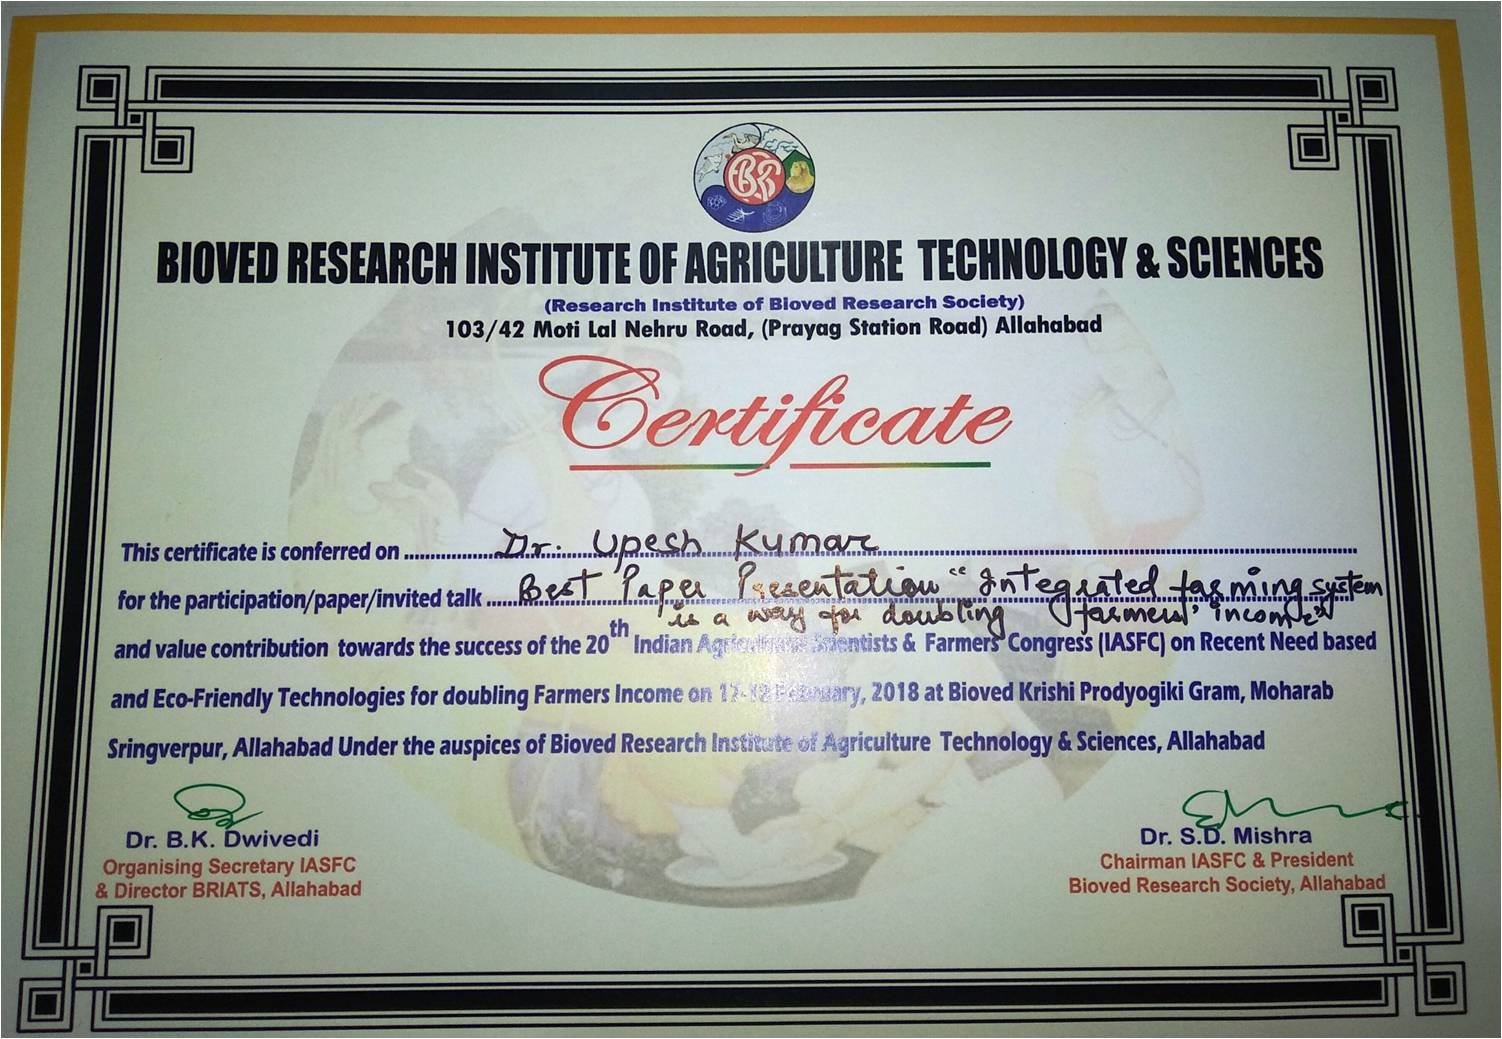 BIOVED RESEARCH INSTITUTE OF AGRICULTURE TECHNOLOGY & SCIENCES
(Research Institute of Bioved Research Society)
103/42 Moti Lal Nehru Road, (Prayag Station Road) Allahabad
Certificate
This certificate is conferred on Dr. Upesh Kumar
for the participation/paper/invited talk Best Paper Presentation "Integrated farming system
is a way for doubling farmers' income"
and value contribution towards the success of the 20th Indian Agricultural Scientists & Farmers' Congress (IASFC) on Recent Need based
and Eco-Friendly Technologies for doubling Farmers Income on February, 2018 at Bioved Krishi Prodyogiki Gram, Moharab
Sringverpur, Allahabad Under the auspices of Bioved Research Institute of Agriculture Technology & Sciences, Allahabad
Dr. B.K. Dwivedi
Organising Secretary IASFC
& Director BRIATS, Allahabad
Dr. S.D. Mishra
Chairman IASFC & President
Bioved Research Society, Allahabad